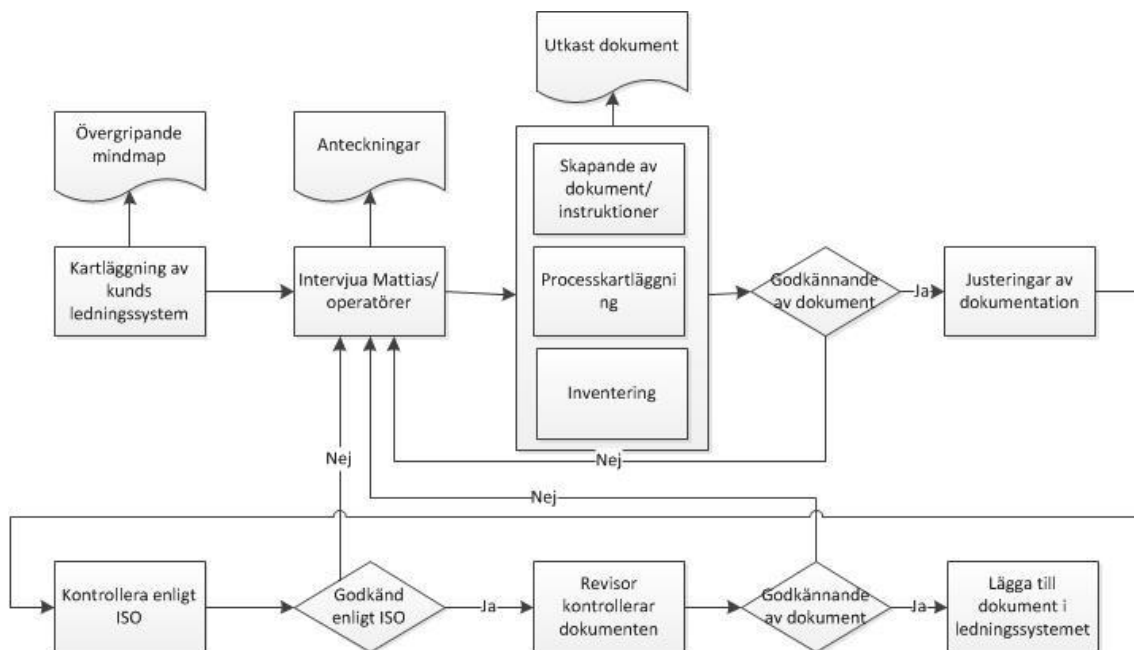 Utkast dokument
Övergripande
mindmap
Anteckningar
Skapande av
dokument/
instruktioner
Kartläggning av
kunds
ledningssystem
Intervjua Mattias/
operatörer
Processkartläggni
ng
Godkännande
av dokument
Ja
Justeringar av
dokumentation
Inventering
Nej
Nej
Nej
Kontrollera enligt
ISO
Godkänd
enligt ISO
Ja
Revisor
kontrollerar
dokumenten
Godkännande
av dokument
Ja
Lägga till
dokument i
ledningssystemet